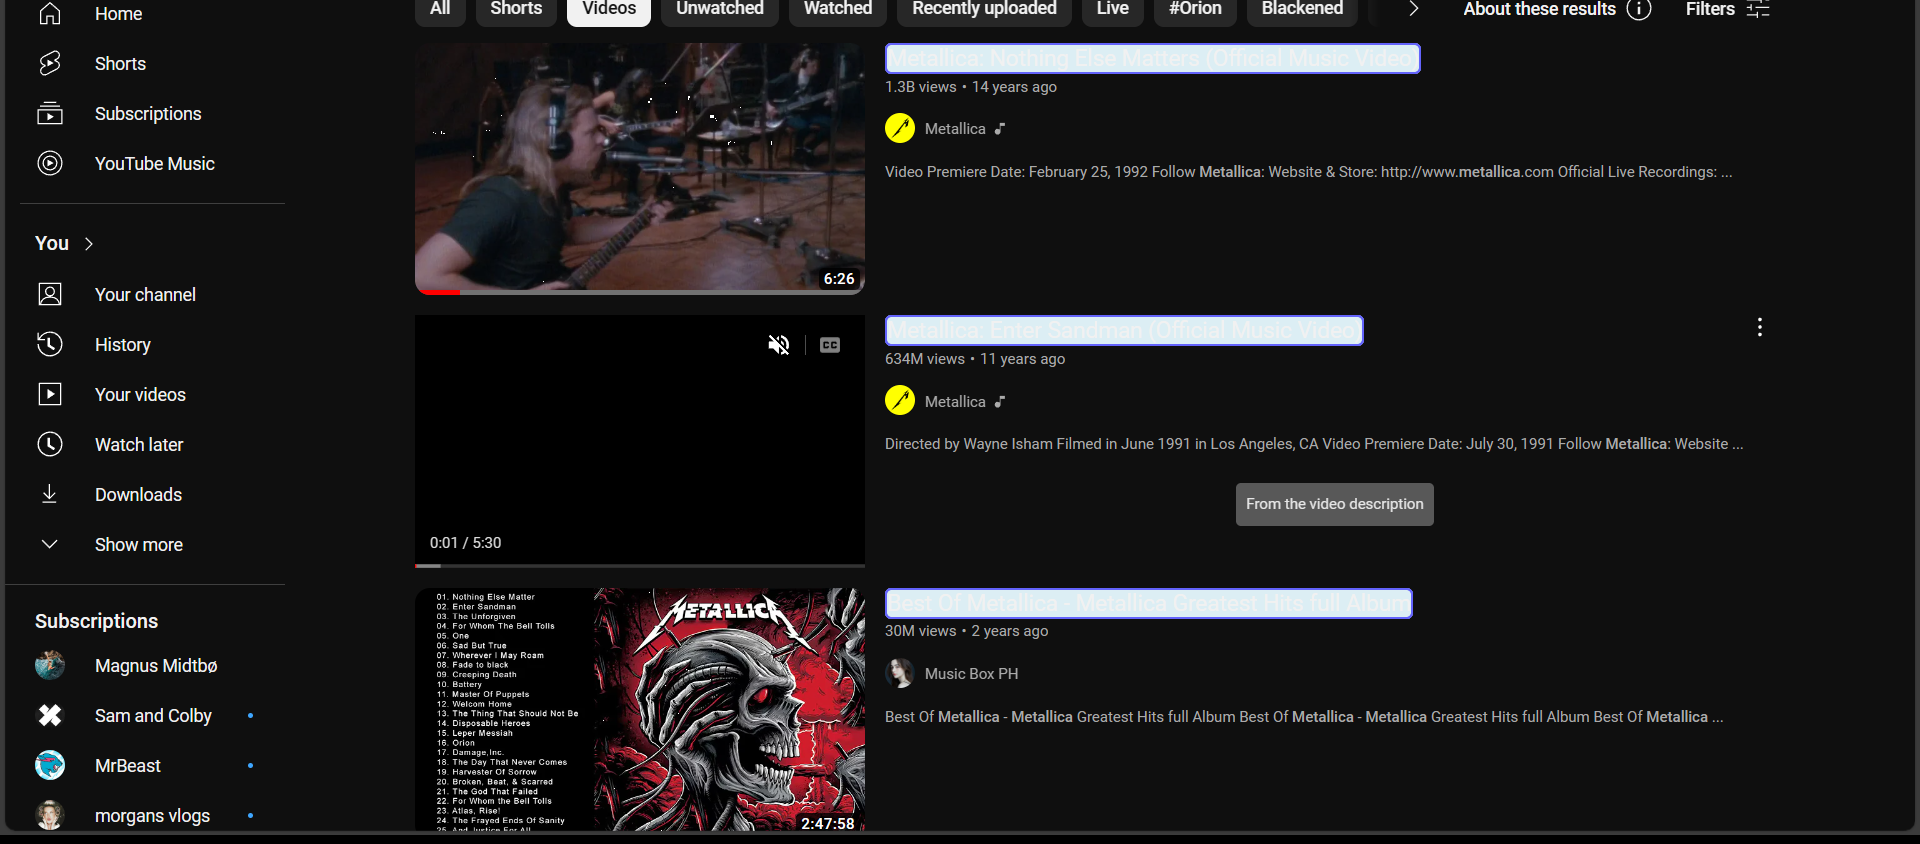 Home
Shorts
Subscriptions
YouTube Music
You
Your channel
History
Your videos
Watch later
Downloads
Show more
Subscriptions
Magnus Midtbø
Sam and Colby
MrBeast
morgans vlogs
All
Shorts
Videos
Unwatched
Watched
Recently uploaded
Live
#Orion
Blackened
About these results
Filters
6:26
Metallica: Nothing Else Matters (Official Music Video)
1.3B views • 14 years ago
Metallica
Video Premiere Date: February 25, 1992 Follow Metallica: Website & Store: http://www.metallica.com Official Live Recordings: ...
CC
0:01 / 5:30
Metallica: Enter Sandman (Official Music Video)
634M views • 11 years ago
Metallica
Directed by Wayne Isham Filmed in June 1991 in Los Angeles, CA Video Premiere Date: July 30, 1991 Follow Metallica: Website ...
From the video description
01. Nothing Else Matter
02. Enter Sandman
03. The Unforgiven
04. For Whom The Bell Tolls
05. One
06. Sad But True
07. Wherever I May Roam
08. Fade to black
09. Creeping Death
10. Battery
11. Master Of Puppets
12. Welcom Home
13. The Thing That Should Not Be
14. Disposable Heroes
15. Leper Messiah
16. Orion
17. Damage,Inc.
18. The Day That Never Comes
19. Harvester Of Sorrow
20. Broken, Beat, & Scarred
21. The God That Failed
22. For Whom the Bell Tolls
23. Atlas, Rise!
24. The Frayed Ends Of Sanity
25. And Justice For All
METALLICA
2:47:58
Best Of Metallica - Metallica Greatest Hits full Album
30M views • 2 years ago
Music Box PH
Best Of Metallica - Metallica Greatest Hits full Album Best Of Metallica - Metallica Greatest Hits full Album Best Of Metallica ...